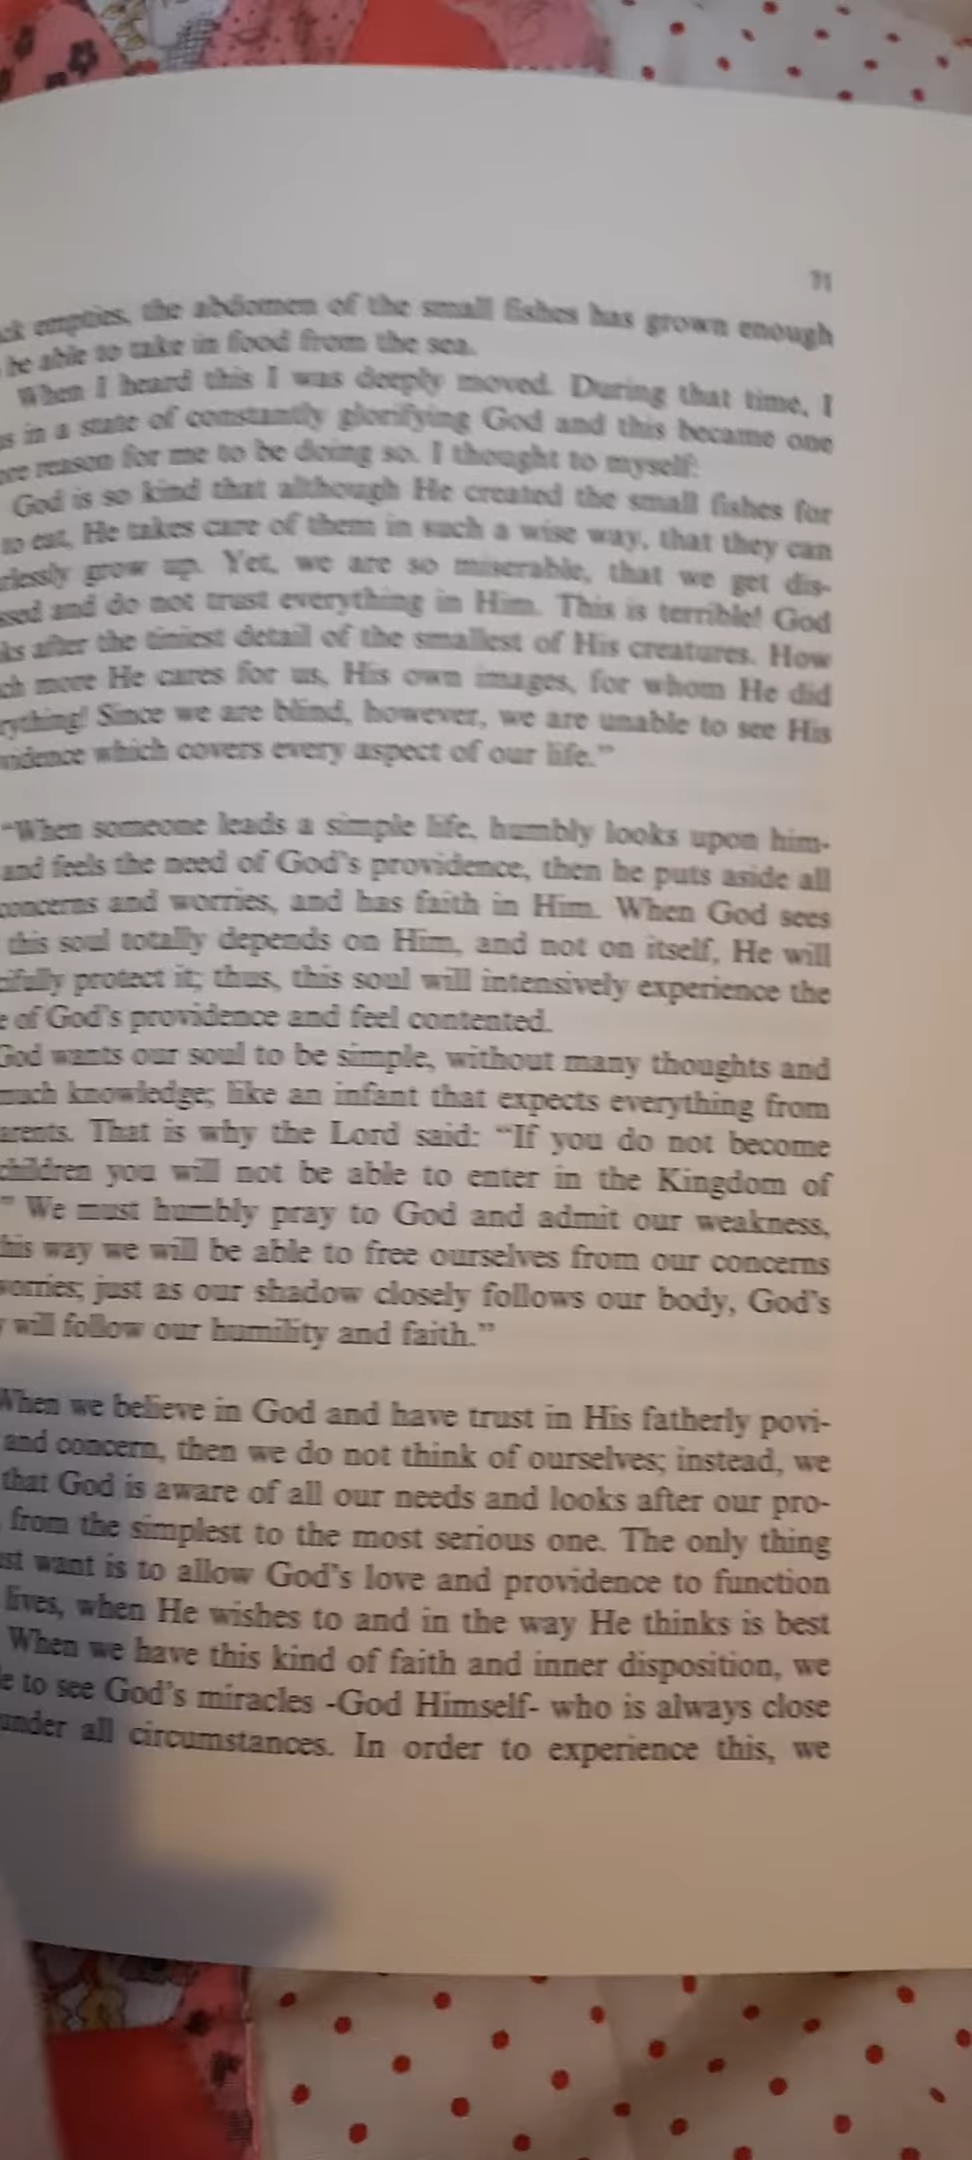 71
empties, the abdomen of the small fishes has grown enough
be able to take in food from the sea.
When I heard this I was deeply moved. During that time, I
in a state of constantly glorifying God and this became one
reason for me to be doing so. I thought to myself:
God is so kind that although He created the small fishes for
to eat, He takes care of them in such a wise way, that they can
grow up. Yet, we are so miserable, that we get dis-
and do not trust everything in Him. This is terrible! God
after the tiniest detail of the smallest of His creatures. How
more He cares for us, His own images, for whom He did
Since we are blind, however, we are unable to see His
which covers every aspect of our life."
"When someone leads a simple life, humbly looks upon him-
and feels the need of God's providence, then he puts aside all
concerns and worries, and has faith in Him. When God sees
this soul totally depends on Him, and not on itself, He will
protect it; thus, this soul will intensively experience the
of God's providence and feel contented.
God wants our soul to be simple, without many thoughts and
much knowledge; like an infant that expects everything from
That is why the Lord said: "If you do not become
children you will not be able to enter in the Kingdom of
" We must humbly pray to God and admit our weakness,
this way we will be able to free ourselves from our concerns
worries; just as our shadow closely follows our body, God's
will follow our humility and faith."
When we believe in God and have trust in His fatherly povi-
and concern, then we do not think of ourselves; instead, we
that God is aware of all our needs and looks after our pro-
from the simplest to the most serious one. The only thing
want is to allow God's love and providence to function
lives, when He wishes to and in the way He thinks is best
When we have this kind of faith and inner disposition, we
to see God's miracles -God Himself- who is always close
under all circumstances. In order to experience this, we